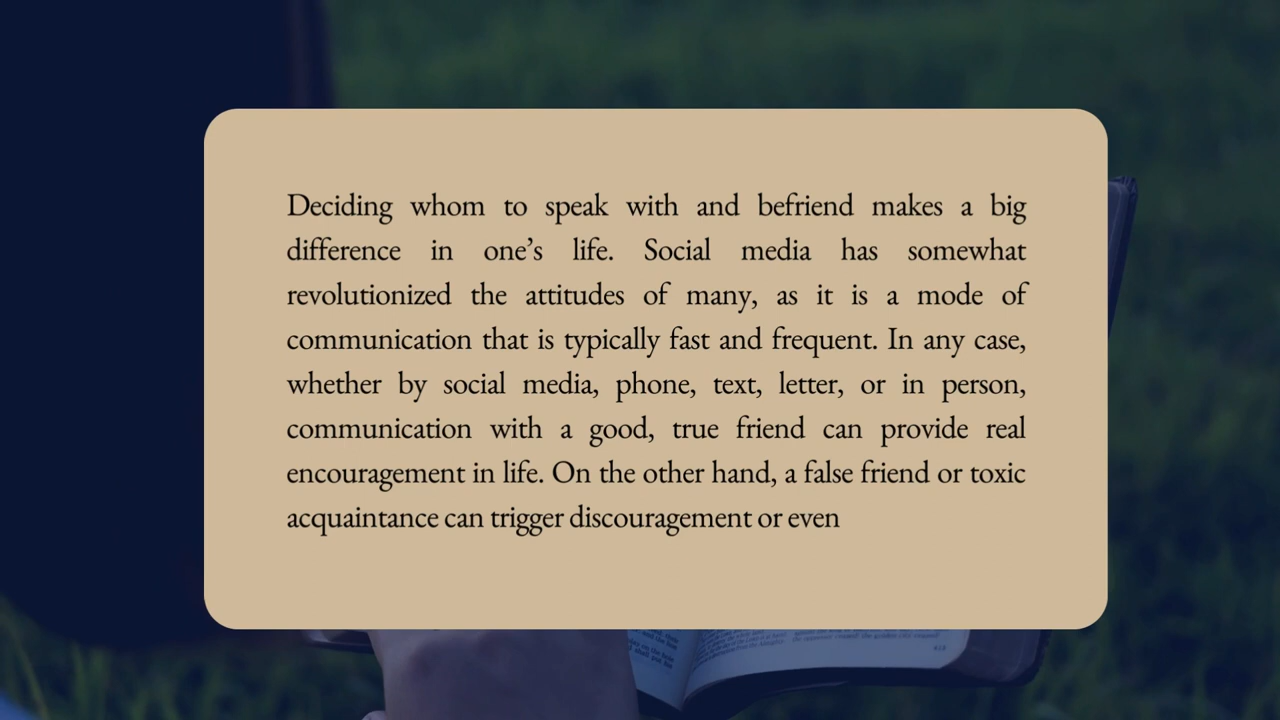 Deciding whom to speak with and befriend makes a big
difference in one’s life. Social media has somewhat
revolutionized the attitudes of many, as it is a mode of
communication that is typically fast and frequent. In any case,
whether by social media, phone, text, letter, or in person,
communication with a good, true friend can provide real
encouragement in life. On the other hand, a false friend or toxic
acquaintance can trigger discouragement or even